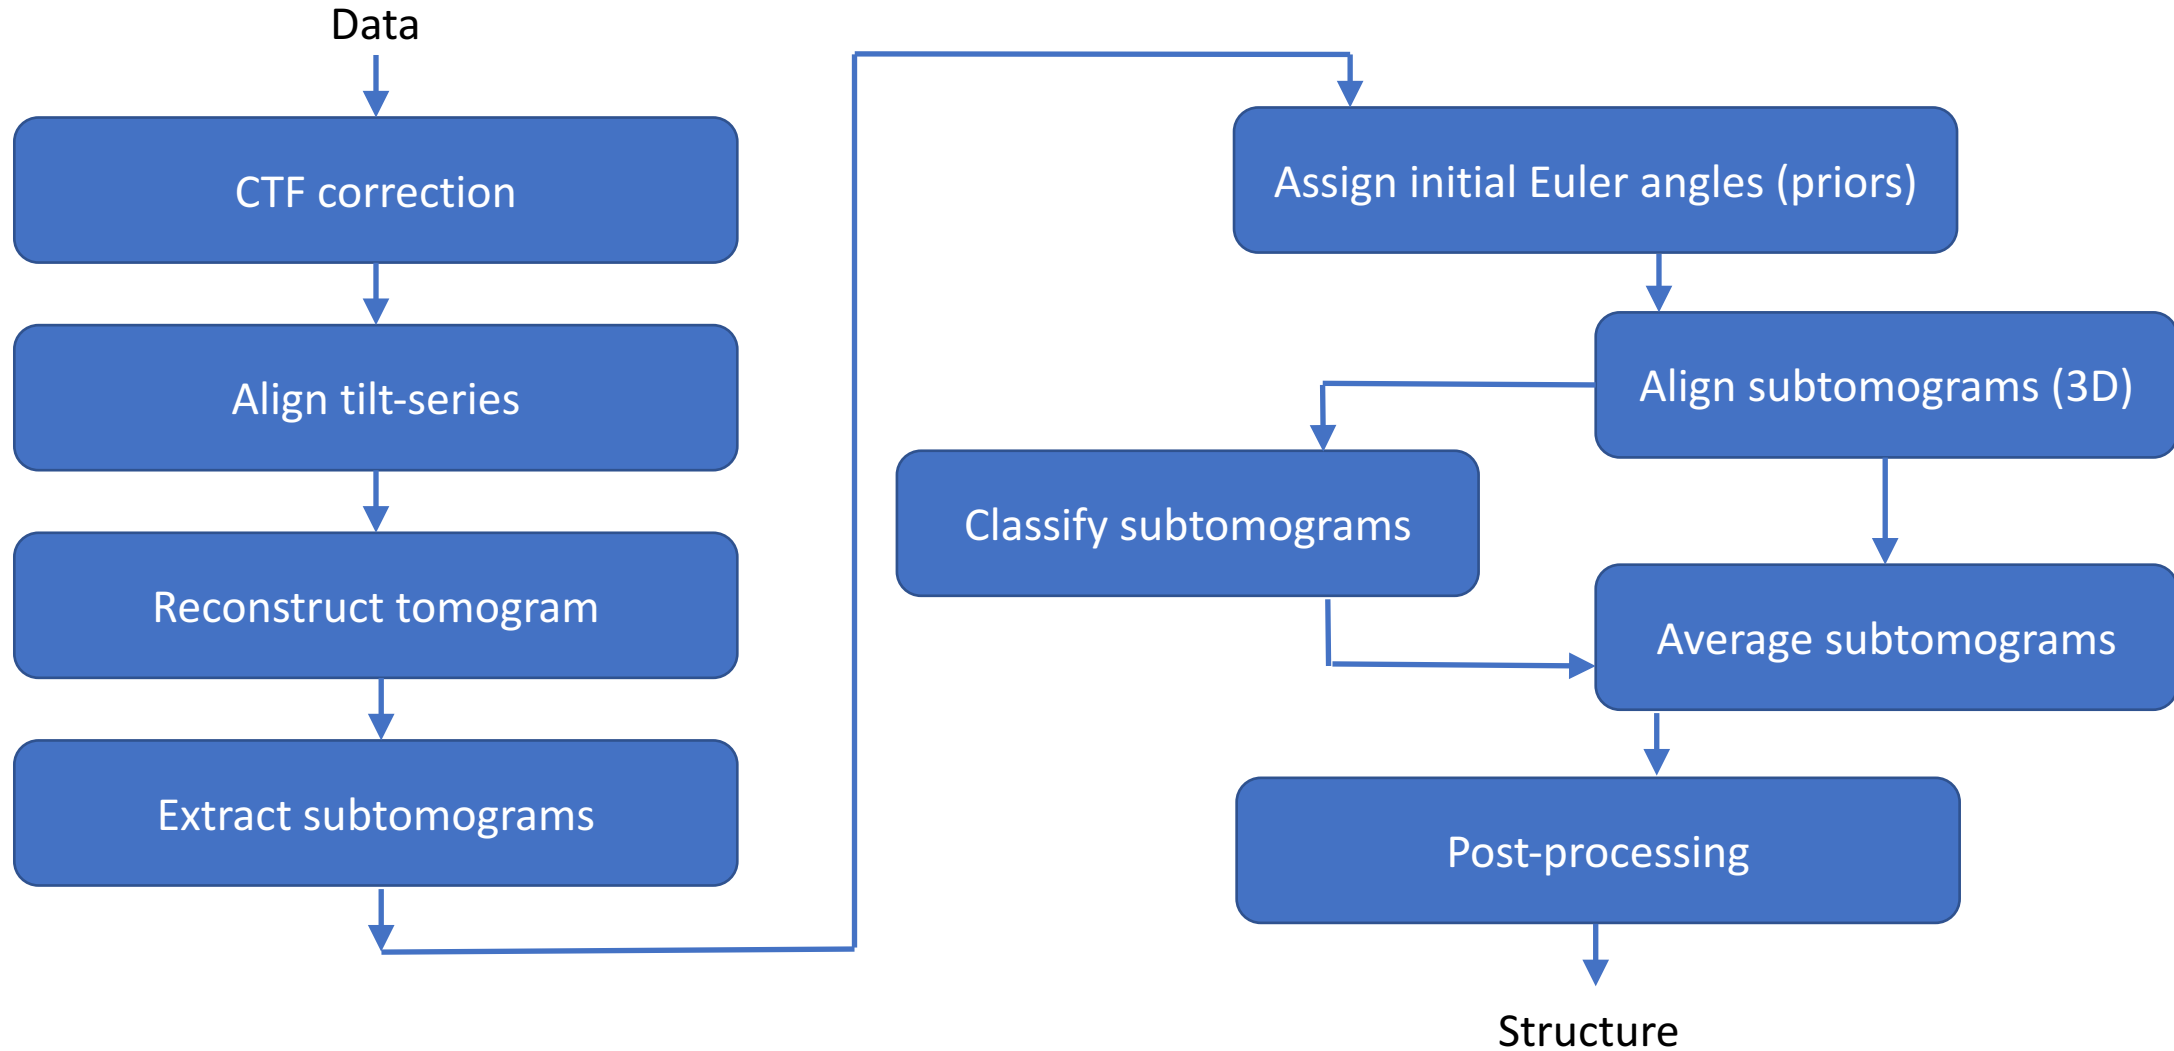 Data
CTF correction
Align tilt-series
Reconstruct tomogram
Extract subtomograms
Assign initial Euler angles (priors)
Align subtomograms (3D)
Classify subtomograms
Average subtomograms
Post-processing
Structure